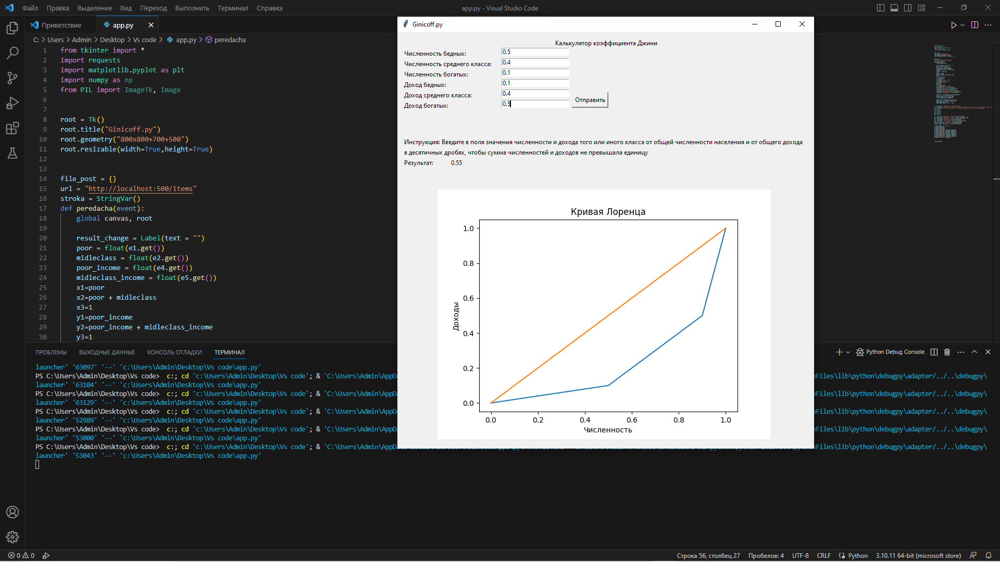 Файл Правка Выделение Вид Переход Выполнить Терминал Справка
app.py - Visual Studio Code
Приветствие
app.py
C: > Users > Admin > Desktop > Vs code > app.py > peredacha
1 from tkinter import *
2 import requests
3 import matplotlib.pyplot as plt
4 import numpy as np
5 from PIL import ImageTk, Image
6
7
8 root = Tk()
9 root.title("Ginicoff.py")
10 root.geometry("800x800+700+500")
11 root.resizable(width=True,height=True)
12
13
14 file_post = {}
15 url = "http://localhost:500/items"
16 stroka = StringVar()
17 def peredacha(event):
18 global canvas, root
19
20 result_change = Label(text = "")
21 poor = float(e1.get())
22 midleclass = float(e2.get())
23 poor_income = float(e4.get())
24 midleclass_income = float(e5.get())
25 x1=poor
26 x2=poor + midleclass
27 x3=1
28 y1=poor_income
29 y2=poor_income + midleclass_income
30 y3=1
Ginicoff.py
Калькулятор коэффициента Джини
Численность бедных: 0.5
Численность среднего класса: 0.4
Численность богатых: 0.1
Доход бедных: 0.1
Доход среднего класса: 0.4
Отправить
Доход богатых: 0.5
Инструкция: Введите в поля значения численности и дохода того или иного класса от общей численности населения и от общего дохода
в десятичных дробях, чтобы сумма численностей и доходов не превышала единицу
Результат: 0.55
Кривая Лоренца
1.0
0.8
0.6
0.4
0.2
0.0
Доходы
0.0 0.2 0.4 0.6 0.8 1.0
Численность
ПРОБЛЕМЫ ВЫХОДНЫЕ ДАННЫЕ КОНСОЛЬ ОТЛАДКИ ТЕРМИНАЛ
Python Debug Console
launcher' '63097' '--' 'c:\Users\Admin\Desktop\Vs code\app.py'
PS C:\Users\Admin\Desktop\Vs code> c:; cd 'c:\Users\Admin\Desktop\Vs code'; & 'C:\Users\Admin\AppDa nFiles\lib\python\debugpy\adapter/../..\debugpy\
launcher' '63104' '--' 'c:\Users\Admin\Desktop\Vs code\app.py'
PS C:\Users\Admin\Desktop\Vs code> c:; cd 'c:\Users\Admin\Desktop\Vs code'; & 'C:\Users\Admin\AppDa nFiles\lib\python\debugpy\adapter/../..\debugpy\
launcher' '63129' '--' 'c:\Users\Admin\Desktop\Vs code\app.py'
PS C:\Users\Admin\Desktop\Vs code> c:; cd 'c:\Users\Admin\Desktop\Vs code'; & 'C:\Users\Admin\AppDa nFiles\lib\python\debugpy\adapter/../..\debugpy\
launcher' '52989' '--' 'c:\Users\Admin\Desktop\Vs code\app.py'
PS C:\Users\Admin\Desktop\Vs code> c:; cd 'c:\Users\Admin\Desktop\Vs code'; & 'C:\Users\Admin\AppDa nFiles\lib\python\debugpy\adapter/../..\debugpy\
launcher' '53000' '--' 'c:\Users\Admin\Desktop\Vs code\app.py'
PS C:\Users\Admin\Desktop\Vs code> c:; cd 'c:\Users\Admin\Desktop\Vs code'; & 'C:\Users\Admin\AppDa nFiles\lib\python\debugpy\adapter/../..\debugpy\
launcher' '53043' '--' 'c:\Users\Admin\Desktop\Vs code\app.py'
0 0
Строка 56, столбец 27 Пробелов: 4 UTF-8 CRLF Python 3.10.11 64-bit (microsoft store)